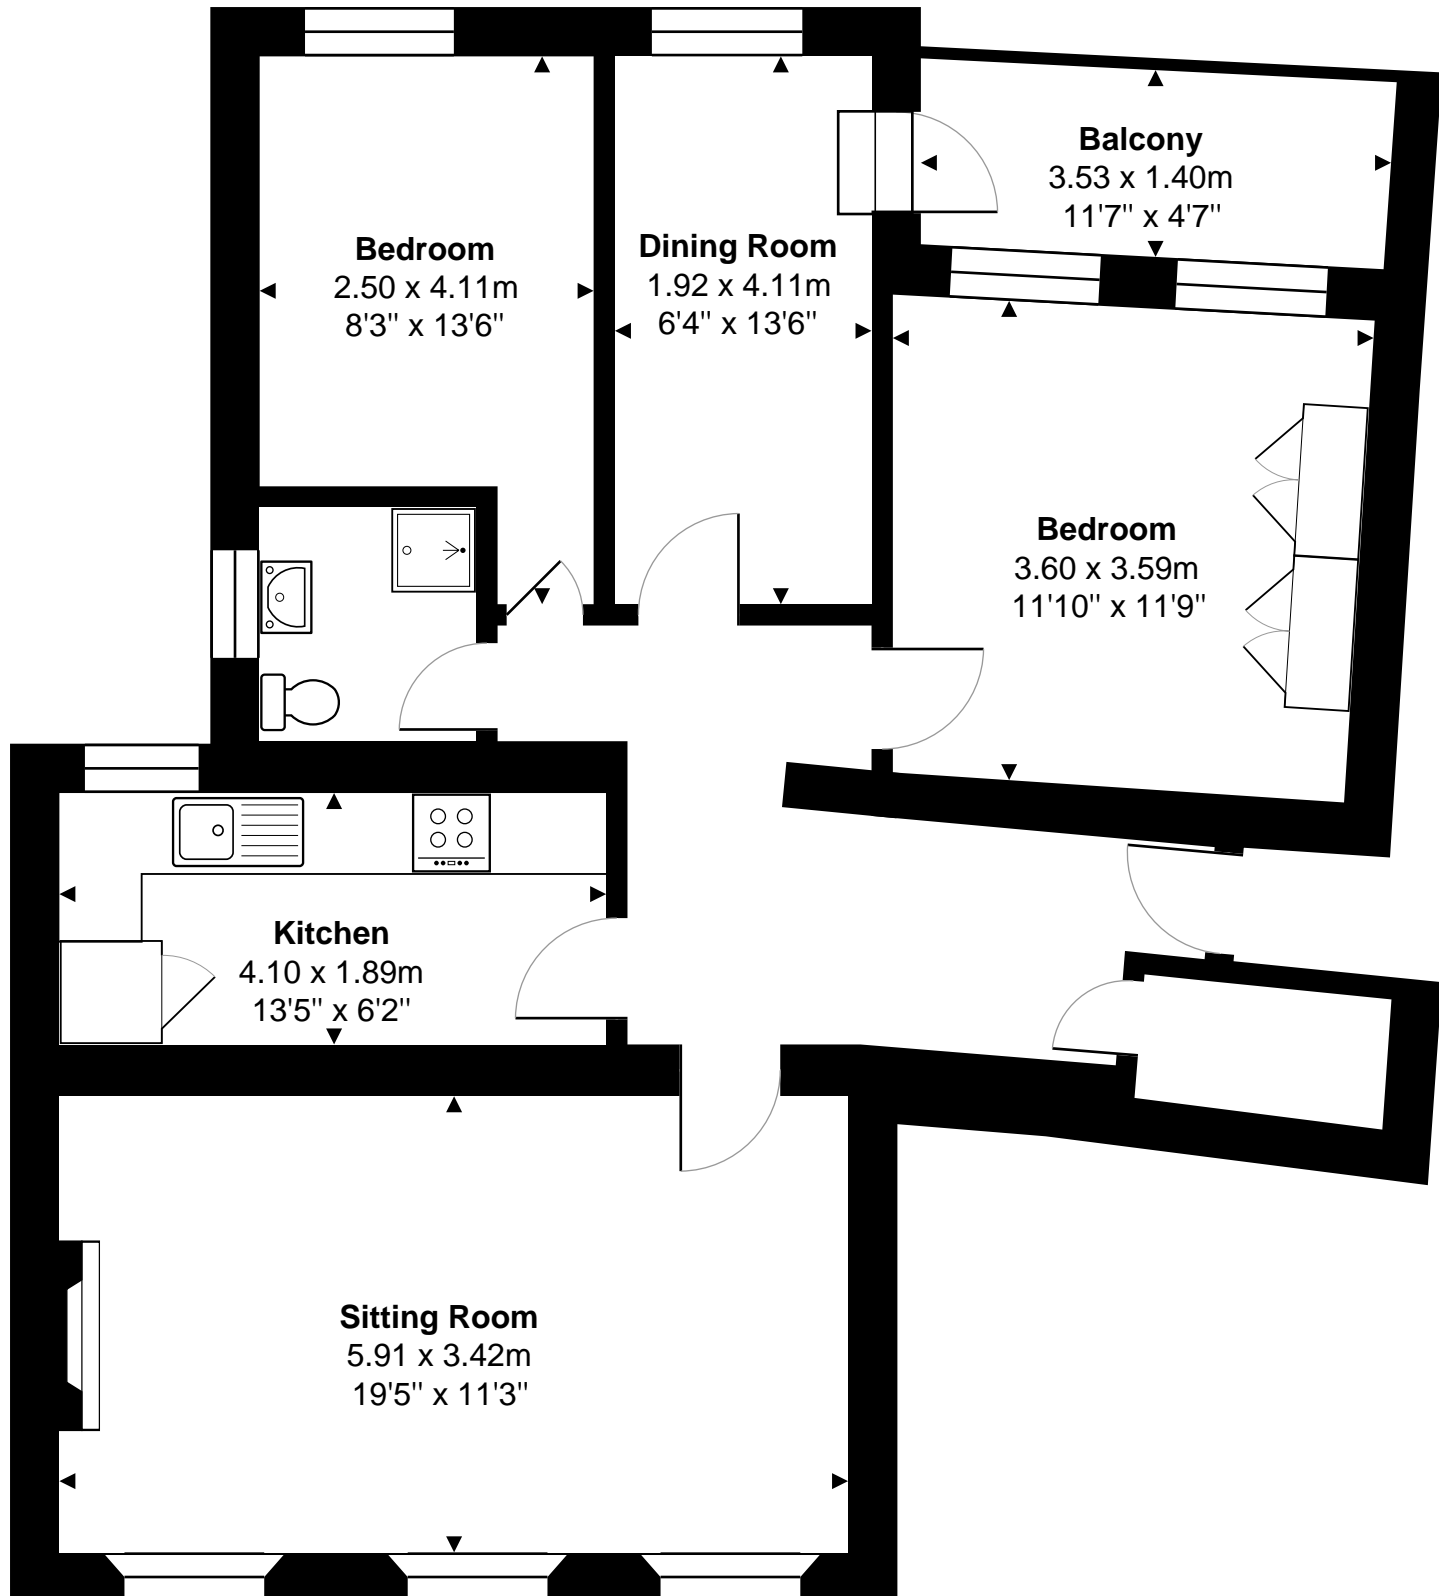 Balcony
3.53 x 1.40m
11'7" x 4'7"
Bedroom
2.50 x 4.11m
8'3" x 13'6"
Dining Room
1.92 x 4.11m
6'4" x 13'6"
Bedroom
3.60 x 3.59m
11'10" x 11'9"
Kitchen
4.10 x 1.89m
13'5" x 6'2"
Sitting Room
5.91 x 3.42m
19'5" x 11'3"